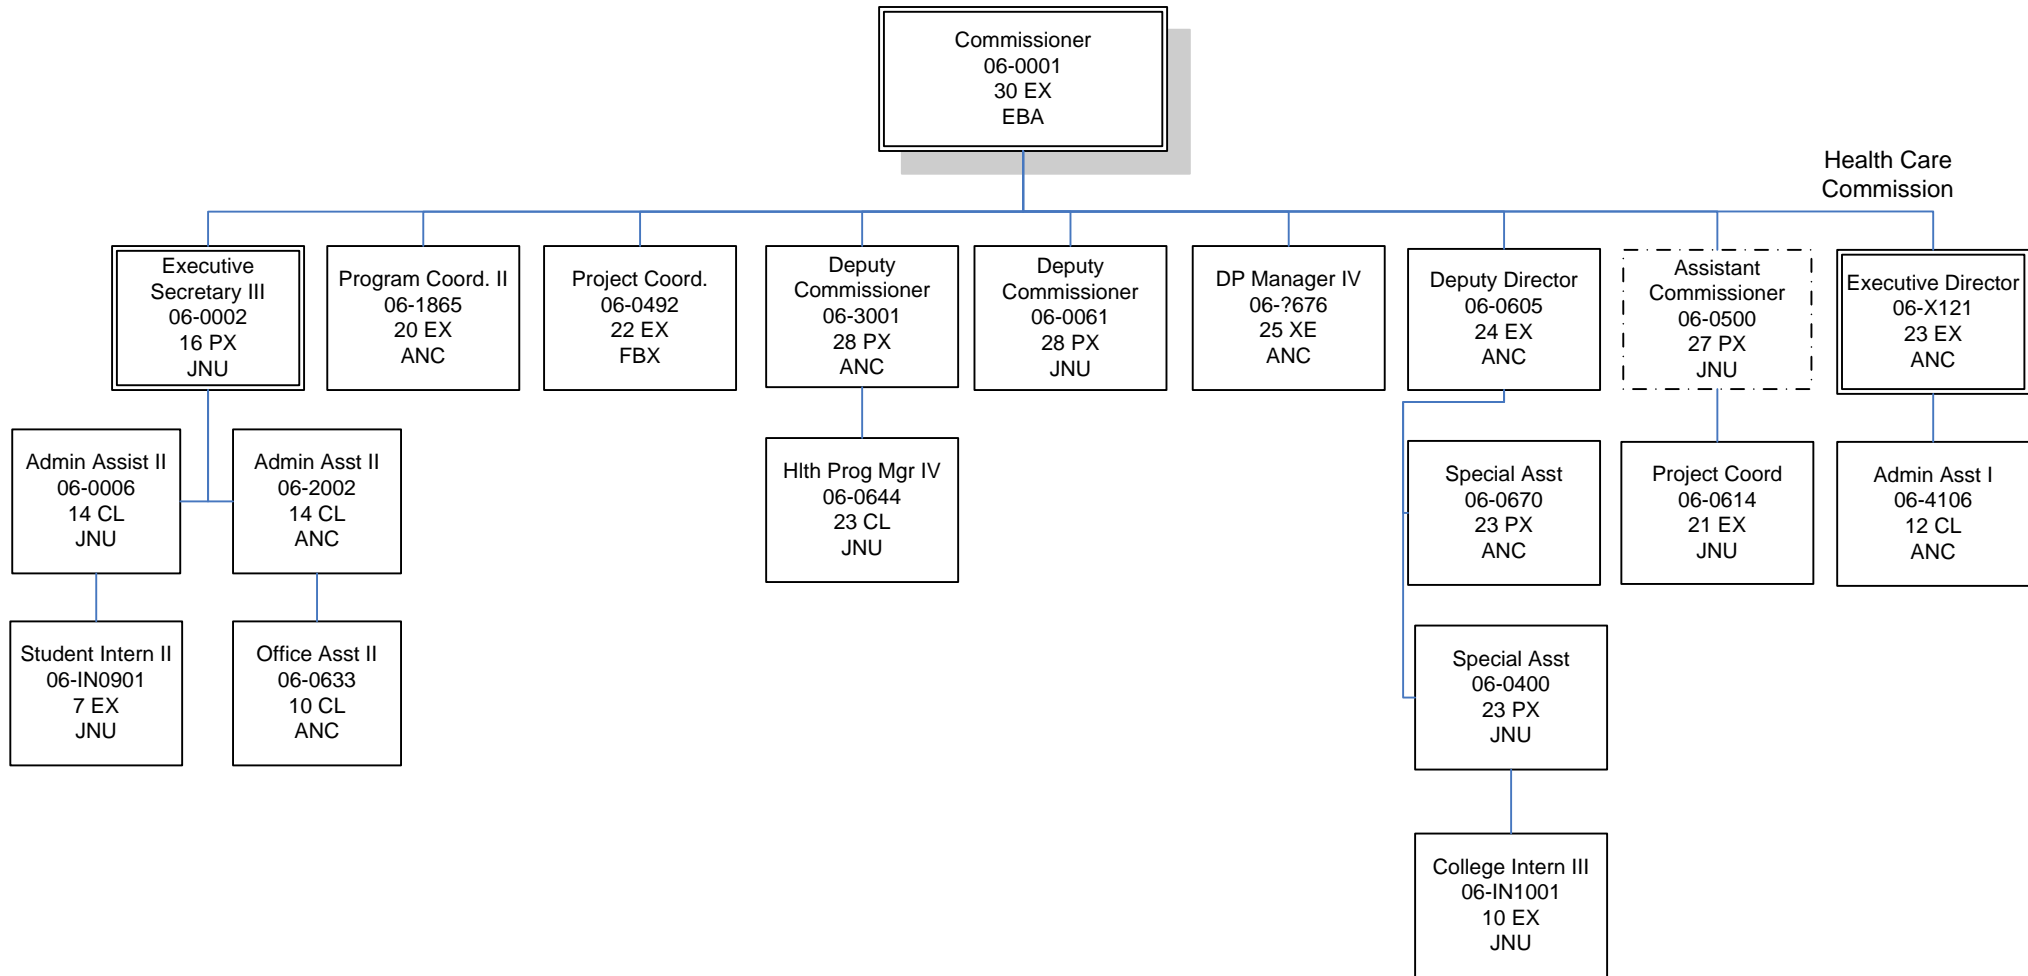 Commissioner
06-0001
30 EX
EBA
Health Care
Commission
Executive
Secretary III
06-0002
16 PX
JNU
Program Coord. II
06-1865
20 EX
ANC
Project Coord.
06-0492
22 EX
FBX
Deputy
Commissioner
06-3001
28 PX
ANC
Deputy
Commissioner
06-0061
28 PX
JNU
DP Manager IV
06-?676
25 XE
ANC
Deputy Director
06-0605
24 EX
ANC
Assistant
Commissioner
06-0500
27 PX
JNU
Executive Director
06-X121
23 EX
ANC
Admin Assist II
06-0006
14 CL
JNU
Admin Asst II
06-2002
14 CL
ANC
Hlth Prog Mgr IV
06-0644
23 CL
JNU
Special Asst
06-0670
23 PX
ANC
Project Coord
06-0614
21 EX
JNU
Admin Asst I
06-4106
12 CL
ANC
Student Intern II
06-IN0901
7 EX
JNU
Office Asst II
06-0633
10 CL
ANC
Special Asst
06-0400
23 PX
JNU
College Intern III
06-IN1001
10 EX
JNU